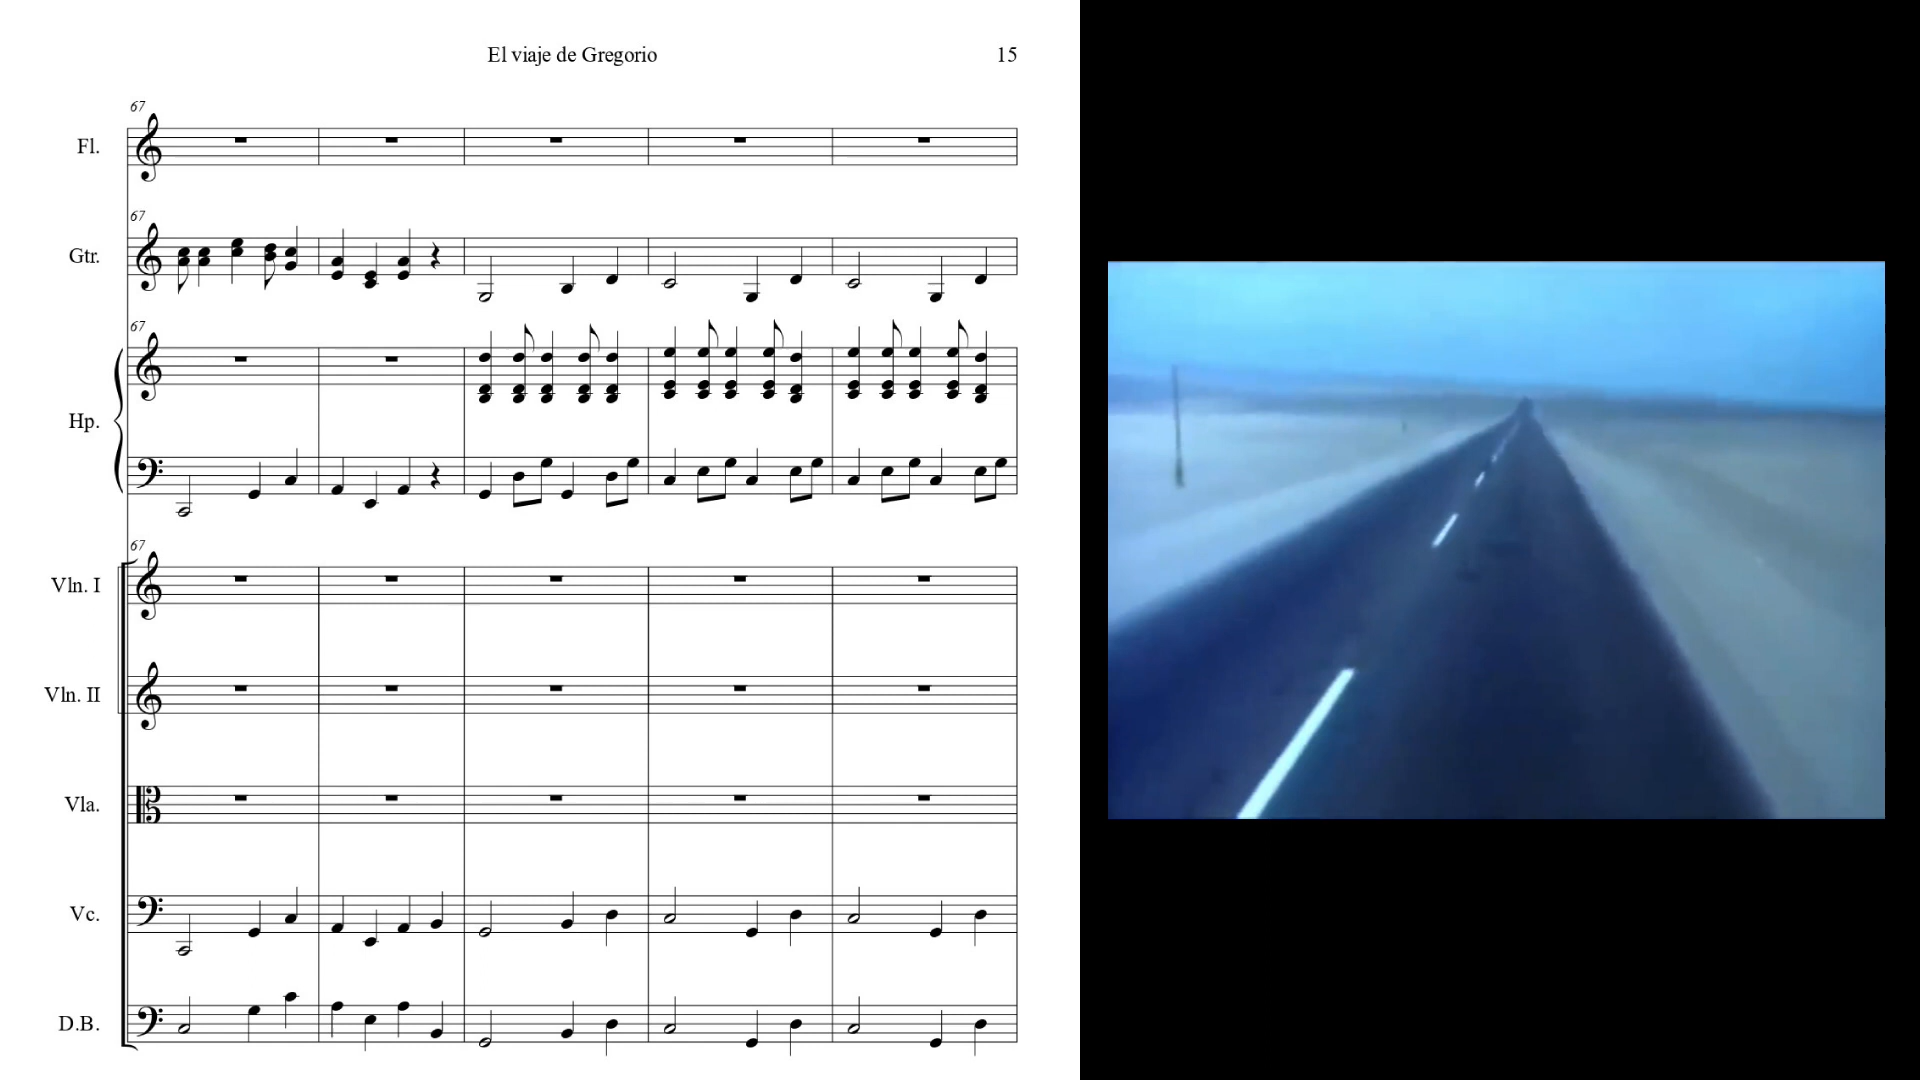 El viaje de Gregorio
15
67
Fl.
67
Gtr.
67
Hp.
67
Vln. I
Vln. II
Vla.
Vc.
D.B.